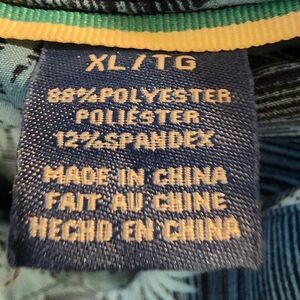 XL/TG
88%POLYESTER
POLIÉSTER
12%SPANDEX
MADE IN CHINA
FAIT AU CHINE
HECHO EN CHINA